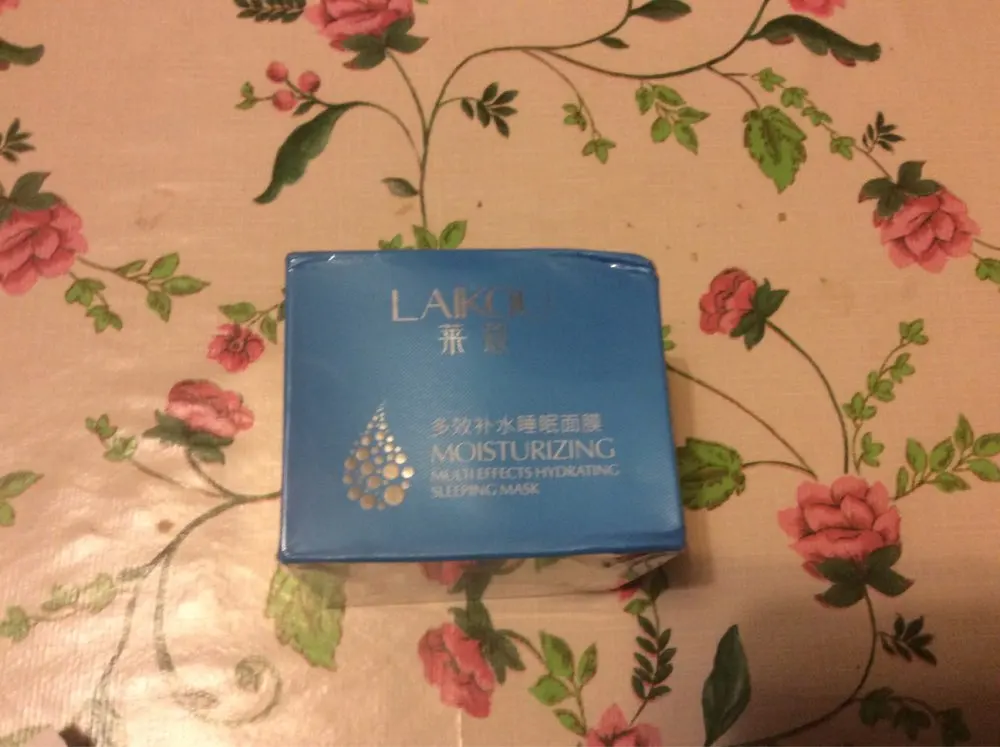 LAIKOU
莱蔻
多效补水睡眠面膜
MOISTURIZING
MULTI EFFECTS HYDRATING
SLEEPING MASK